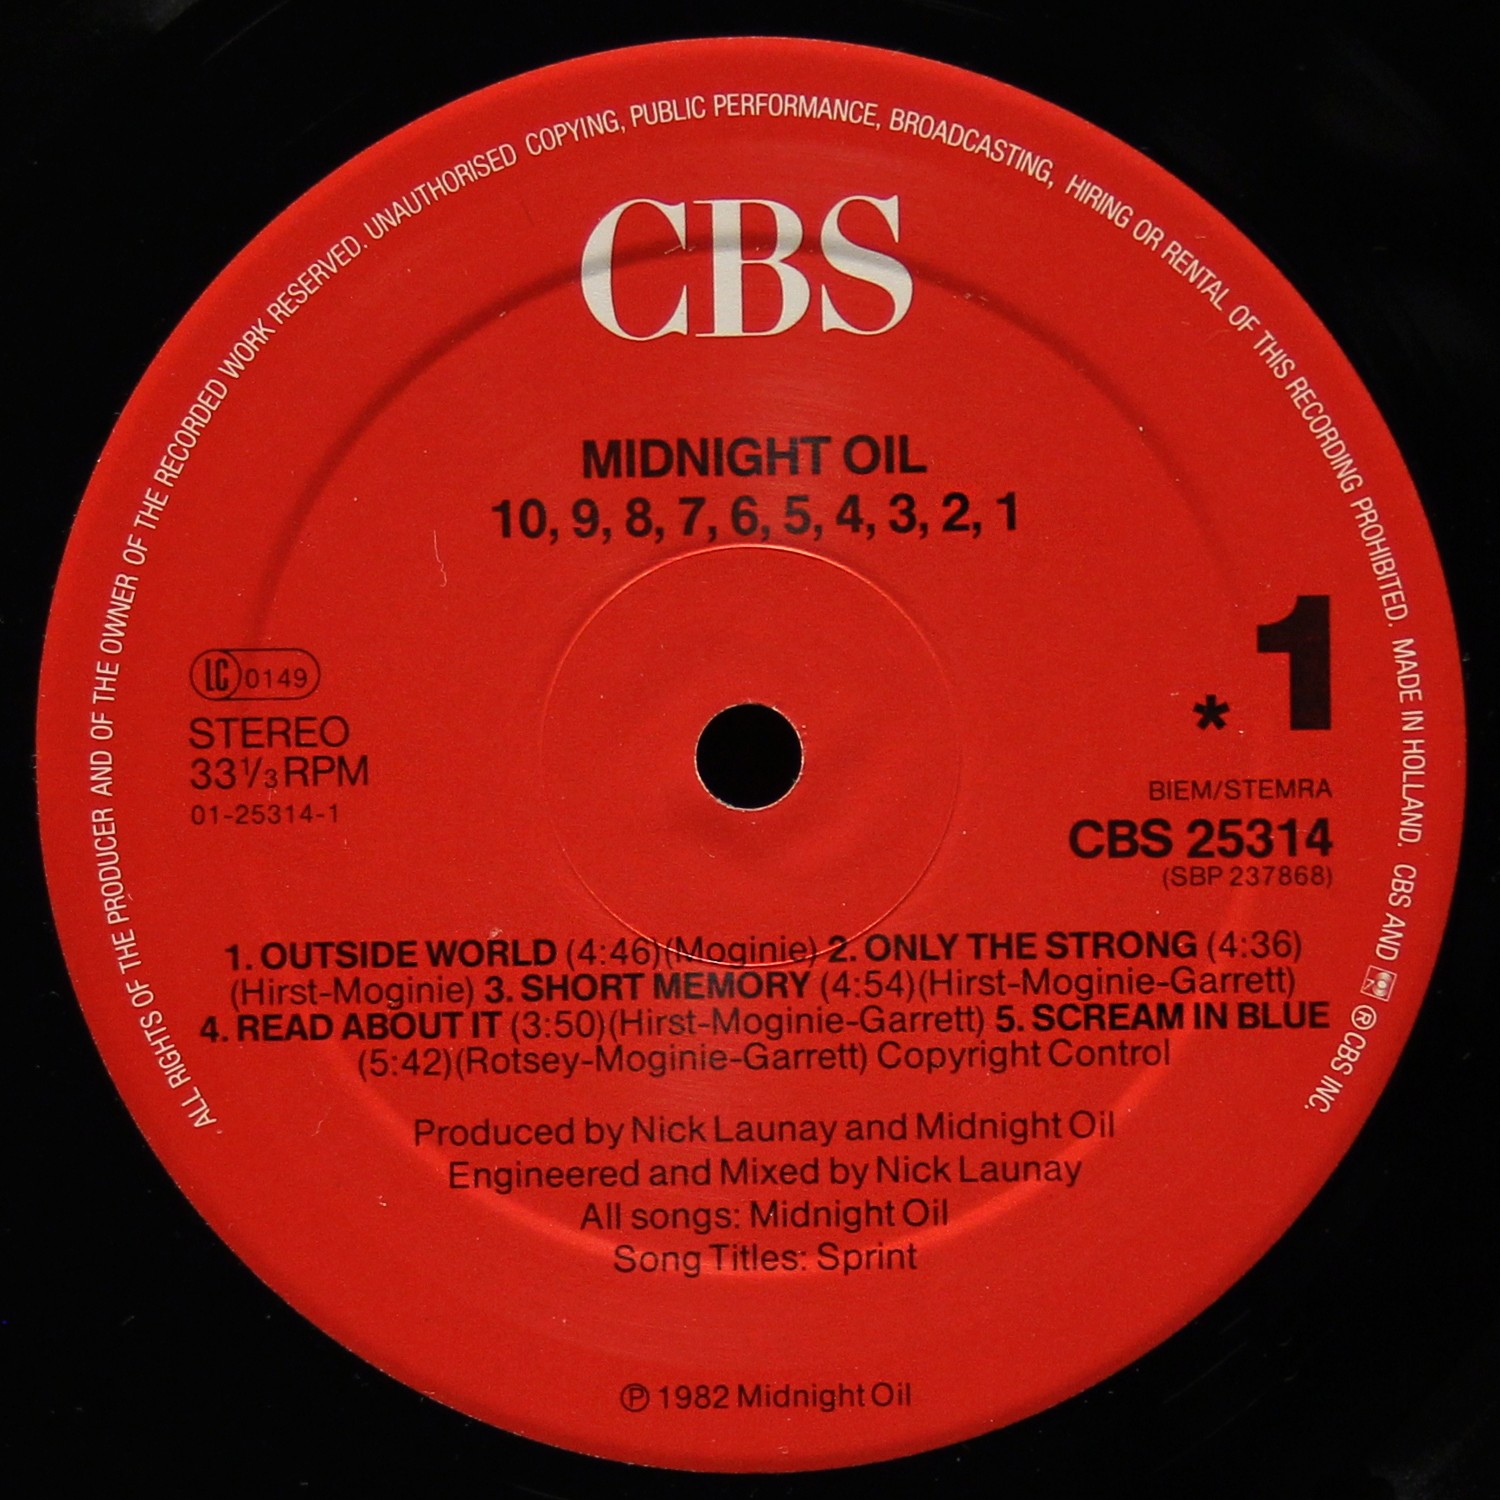 ALL RIGHTS OF THE PRODUCER AND OF THE OWNER OF THE RECORDED WORK RESERVED. UNAUTHORISED COPYING, PUBLIC PERFORMANCE, BROADCASTING, HIRING OR RENTAL OF THIS RECORDING PROHIBITED. MADE IN HOLLAND. CBS AND ® CBS INC.
CBS
MIDNIGHT OIL
10, 9, 8, 7, 6, 5, 4, 3, 2, 1
LC 0149
STEREO
33 1/3 RPM
01-25314-1
* 1
BIEM/STEMRA
CBS 25314
(SBP 237868)
1. OUTSIDE WORLD (4:46)(Moginie) 2. ONLY THE STRONG (4:36)
(Hirst-Moginie) 3. SHORT MEMORY (4:54)(Hirst-Moginie-Garrett)
4. READ ABOUT IT (3:50)(Hirst-Moginie-Garrett) 5. SCREAM IN BLUE
(5:42)(Rotsey-Moginie-Garrett) Copyright Control
Produced by Nick Launay and Midnight Oil
Engineered and Mixed by Nick Launay
All songs: Midnight Oil
Song Titles: Sprint
℗ 1982 Midnight Oil